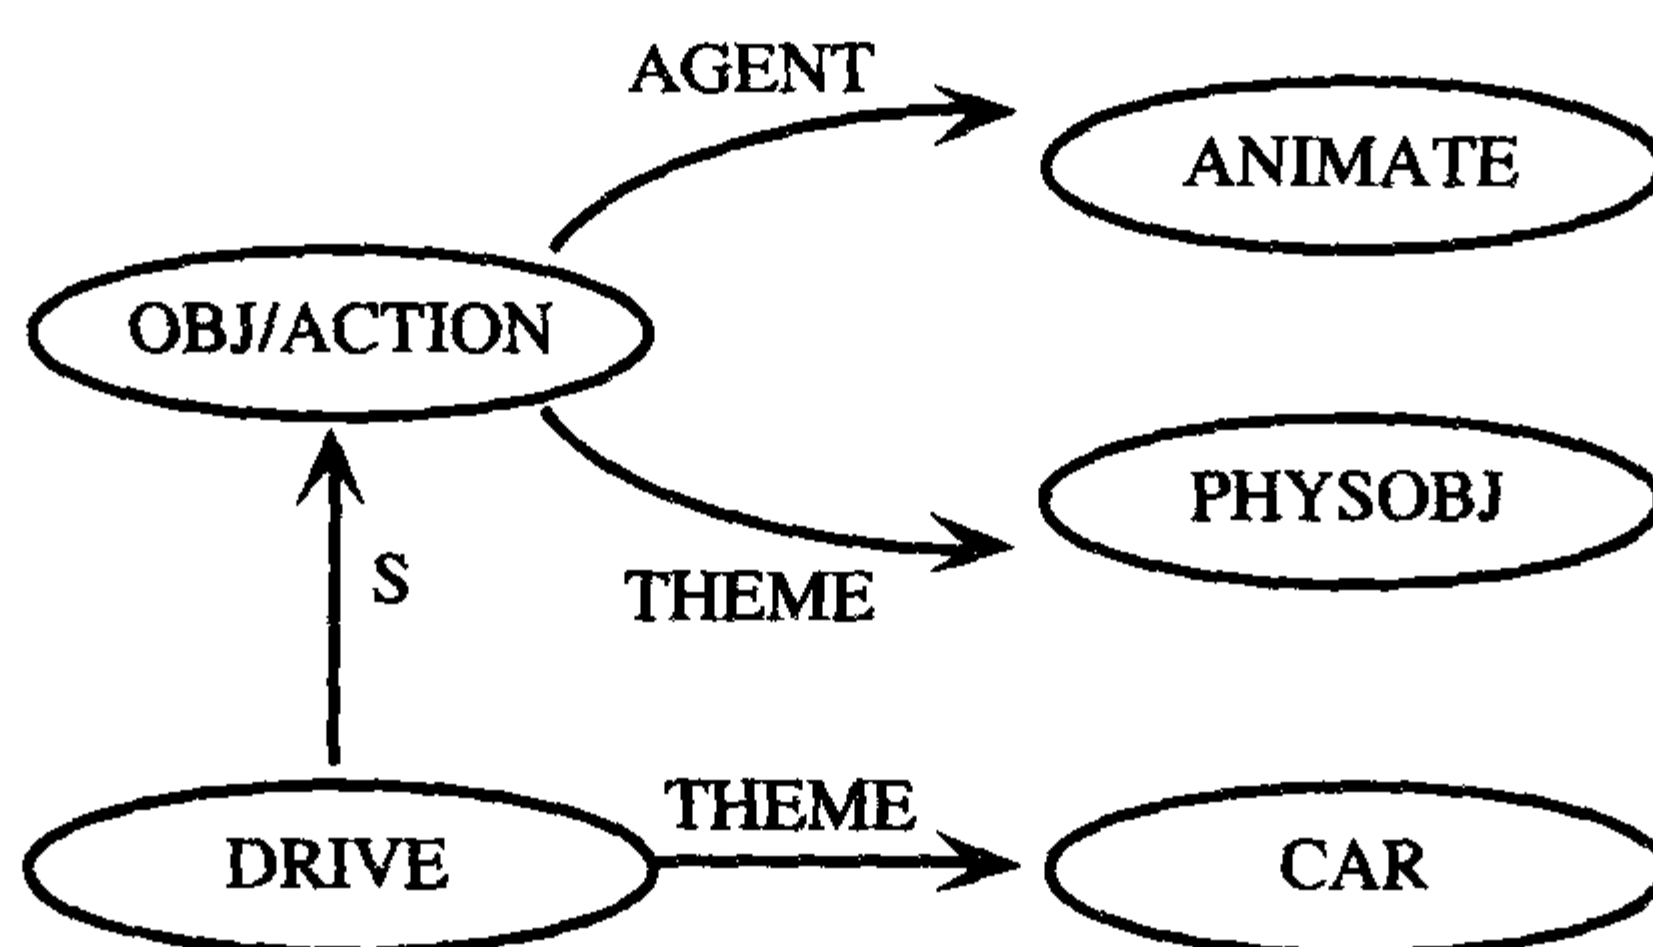 AGENT
ANIMATE
OBJ/ACTION
PHYSOBJ
S
THEME
THEME
DRIVE
CAR